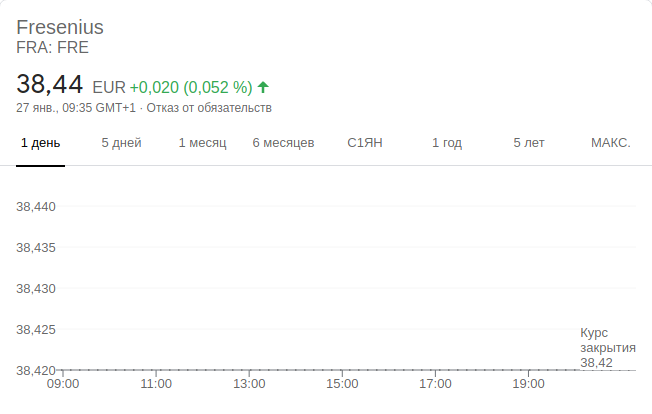 Fresenius
FRA: FRE
38,44 EUR +0,020 (0,052 %)
27 янв., 09:35 GMT+1 · Отказ от обязательств
1 день 5 дней 1 месяц 6 месяцев С1ЯН 1 год 5 лет МАКС.
38,440
38,435
38,430
38,425
Курс
закрытия
38,42
38,420
09:00 11:00 13:00 15:00 17:00 19:00